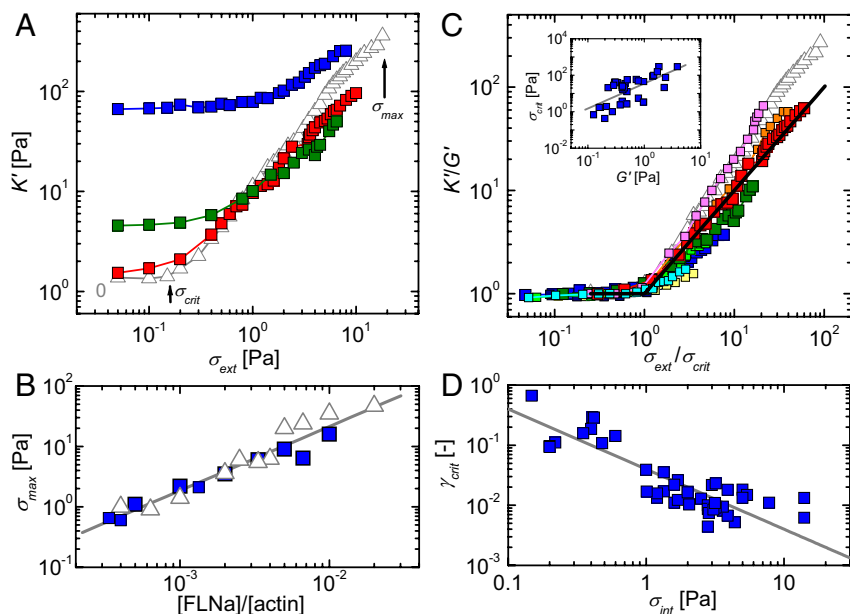 A
10²
10¹
10⁰
K' [Pa]
0
σcrit
σmax
10⁻¹ 10⁰ 10¹
σext [Pa]
B
10²
10¹
10⁰
10⁻¹
σmax [Pa]
10⁻³ 10⁻²
[FLNa]/[actin]
C
10²
10¹
10⁰
K'/G'
10⁴
10²
10⁰
10⁻²
σcrit [Pa]
10⁻¹ 10⁰ 10¹
G' [Pa]
10⁻¹ 10⁰ 10¹ 10²
σext/σcrit
D
10⁰
10⁻¹
10⁻²
10⁻³
γcrit [-]
0.1 1 10
σint [Pa]